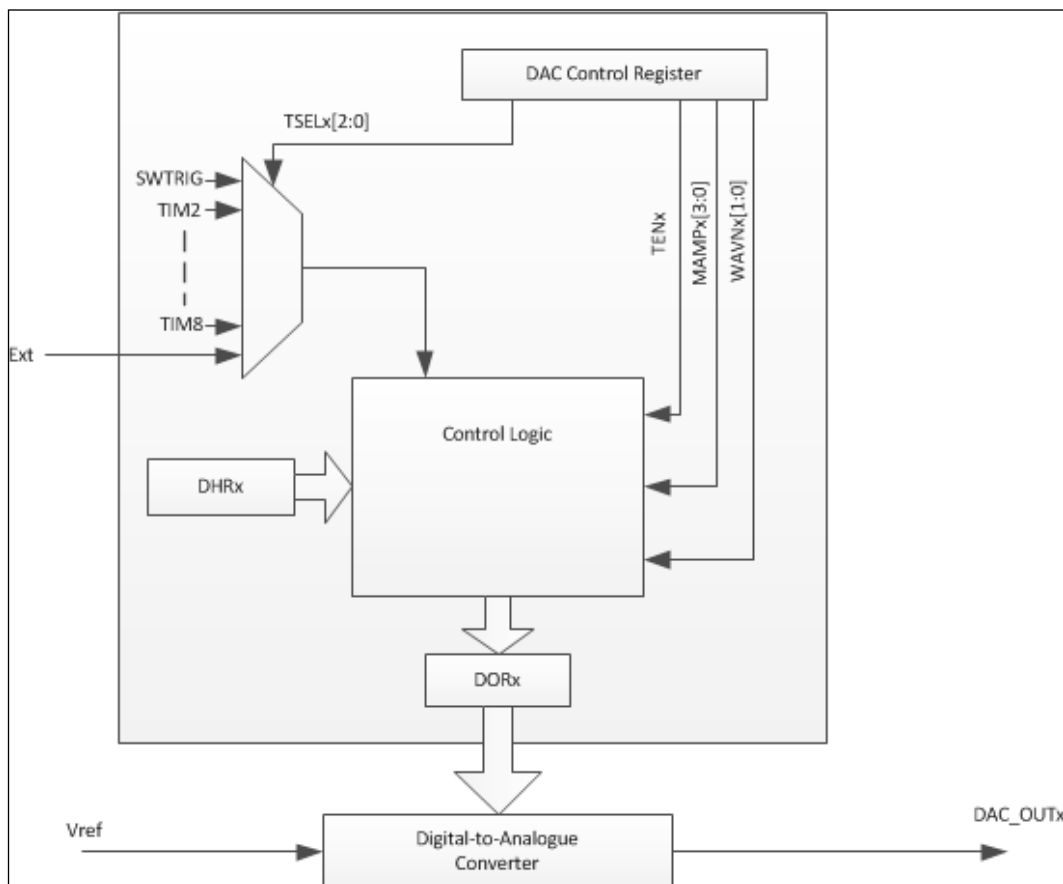 DAC Control Register
TSELx[2:0]
SWTRIG
TIM2
TIM8
Ext
TENx
MAMPx[3:0]
WAVNx[1:0]
Control Logic
DHRx
DORx
Vref
Digital-to-Analogue
Converter
DAC_OUTx